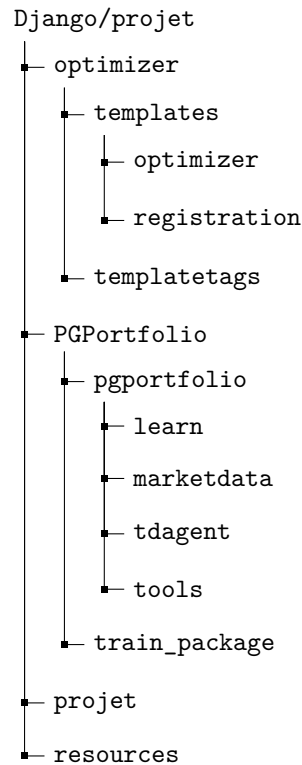 Django/projet
optimizer
templates
optimizer
registration
templatetags
PGPortfolio
pgportfolio
learn
marketdata
tdagent
tools
train_package
projet
resources